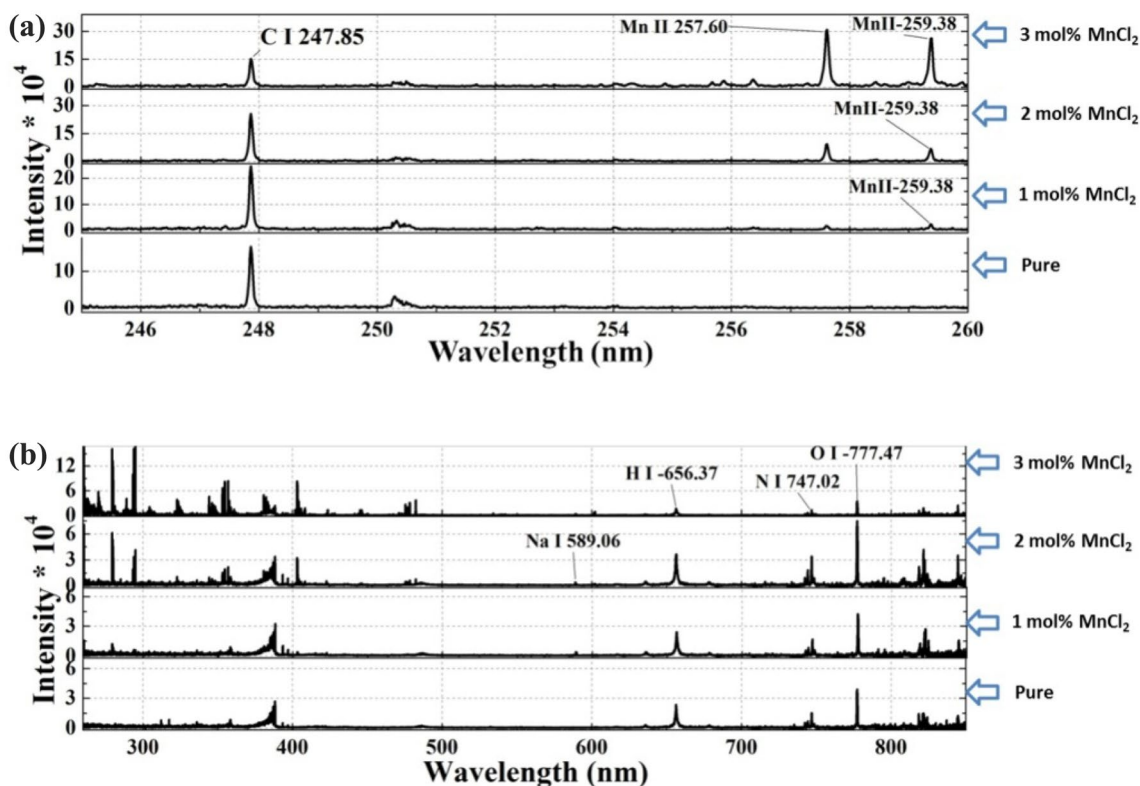 (a)
C I 247.85
Mn II 257.60
MnII-259.38
30
15
0
3 mol% MnCl₂
MnII-259.38
30
15
0
2 mol% MnCl₂
MnII-259.38
20
10
0
1 mol% MnCl₂
10
0
Pure
Intensity * 10⁴
246 248 250 252 254 256 258 260
Wavelength (nm)
(b)
O I -777.47
H I -656.37
N I 747.02
12
6
0
3 mol% MnCl₂
Na I 589.06
6
3
0
2 mol% MnCl₂
6
3
0
1 mol% MnCl₂
6
3
0
Pure
Intensity * 10⁴
300 400 500 600 700 800
Wavelength (nm)